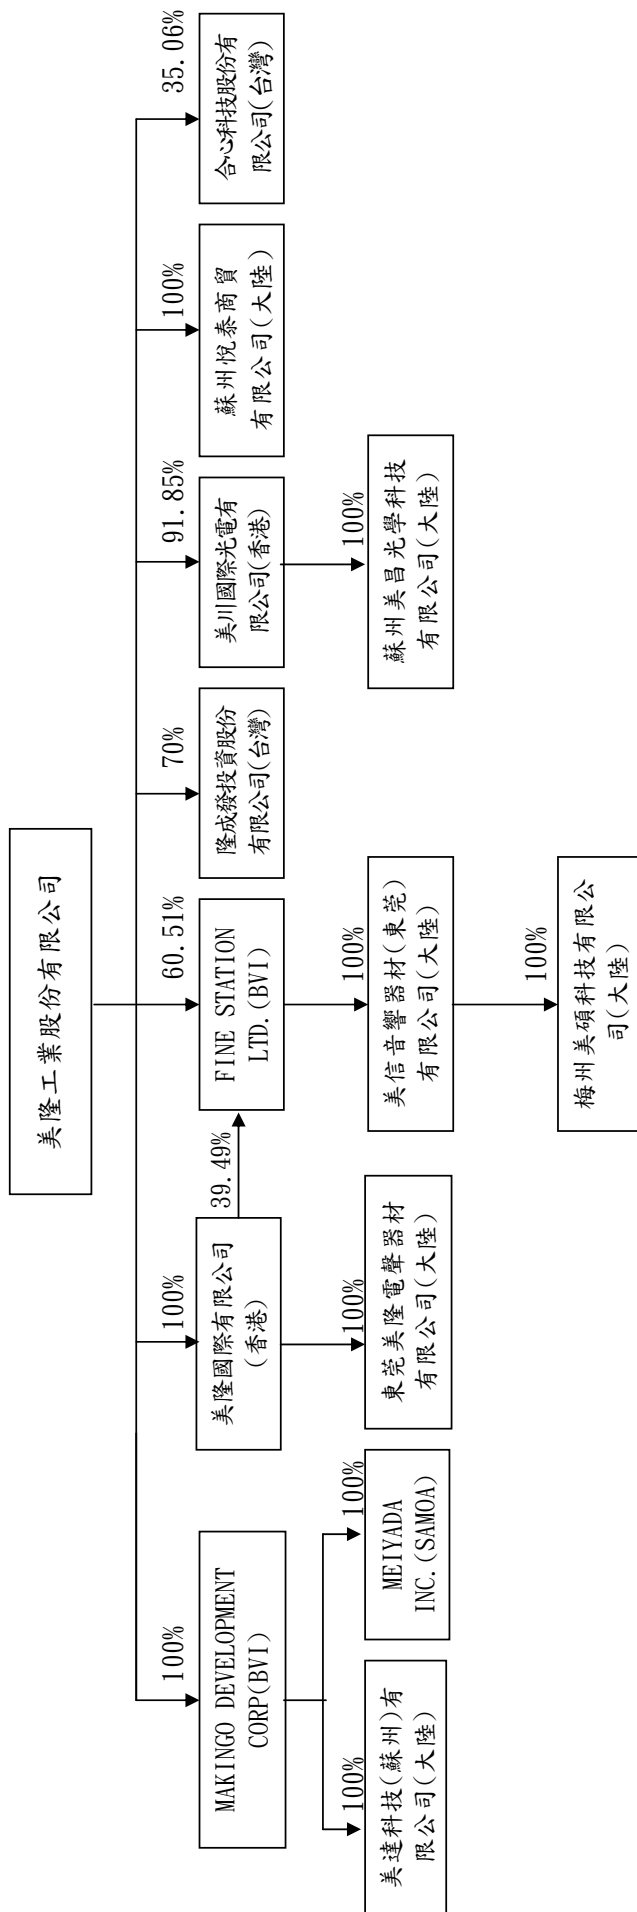 美隆工業股份有限公司
100%
100%
60.51%
70%
91.85%
100%
35.06%
MAKINGO DEVELOPMENT
CORP(BVI)
美隆國際有限公司
(香港)
39.49%
FINE STATION
LTD.(BVI)
隆成發投資股份
有限公司(台灣)
美川國際光電有
限公司(香港)
蘇州悅泰商貿
有限公司(大陸)
合心科技股份有
限公司(台灣)
100%
100%
100%
100%
100%
美達科技(蘇州)有
限公司(大陸)
MEIYADA
INC.(SAMOA)
東莞美隆電聲器材
有限公司(大陸)
美信音響器材(東莞)
有限公司(大陸)
蘇州美昌光學科技
有限公司(大陸)
100%
梅州美碩科技有限公
司(大陸)